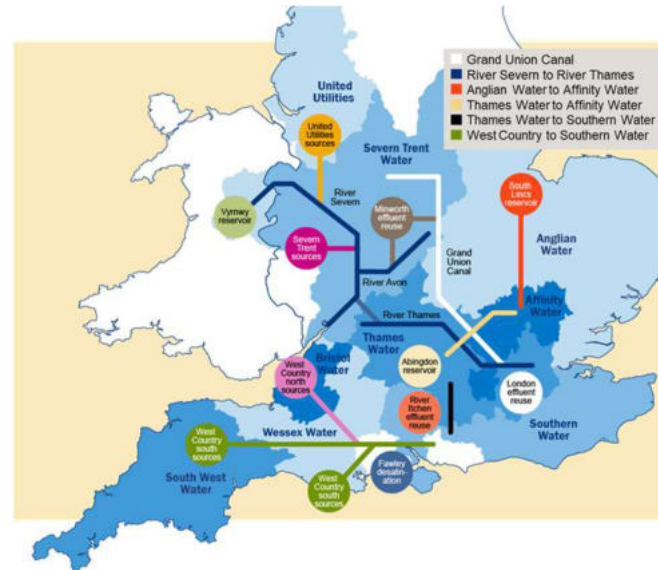 Grand Union Canal
River Severn to River Thames
Anglian Water to Affinity Water
Thames Water to Affinity Water
Thames Water to Southern Water
West Country to Southern Water
United
Utilities
United
Utilities
sources
Severn Trent
Water
South
Lincs
reservoir
River
Severn
Vyrnwy
reservoir
Minworth
effluent
reuse
Severn
Trent
sources
Anglian
Water
Grand
Union
Canal
River Avon
Affinity
Water
River Thames
Thames
Water
Bristol
Water
Abingdon
reservoir
West
Country
north
sources
London
effluent
reuse
River
Itchen
effluent
reuse
Southern
Water
Wessex Water
West
Country
south
sources
South West
Water
West
Country
south
sources
Fawley
desalin-
ation